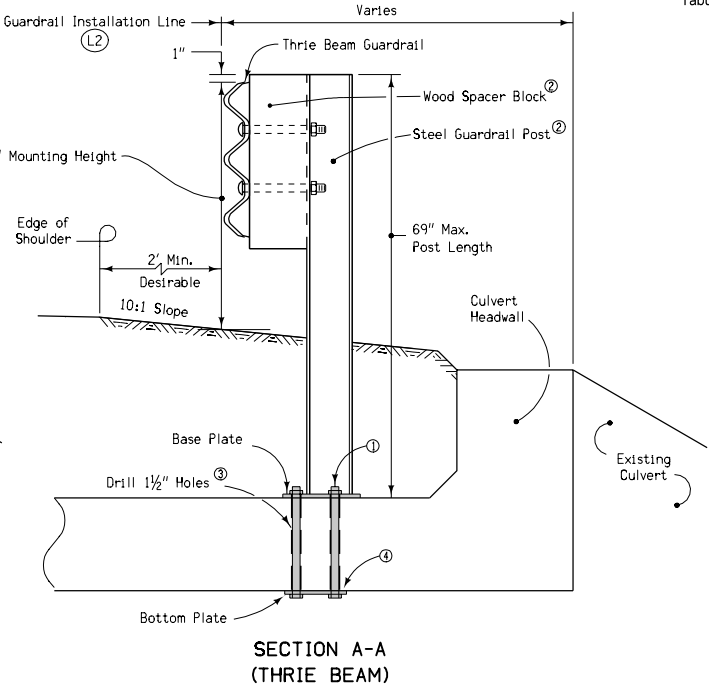 Varies
Guardrail Installation Line
L2
1"
Thrie Beam Guardrail
Wood Spacer Block ②
Steel Guardrail Post ②
Mounting Height
Edge of
Shoulder
2' Min.
Desirable
10:1 Slope
69" Max.
Post Length
Culvert
Headwall
Base Plate
①
Drill 1½" Holes ③
Existing
Culvert
④
Bottom Plate
SECTION A-A
(THRIE BEAM)